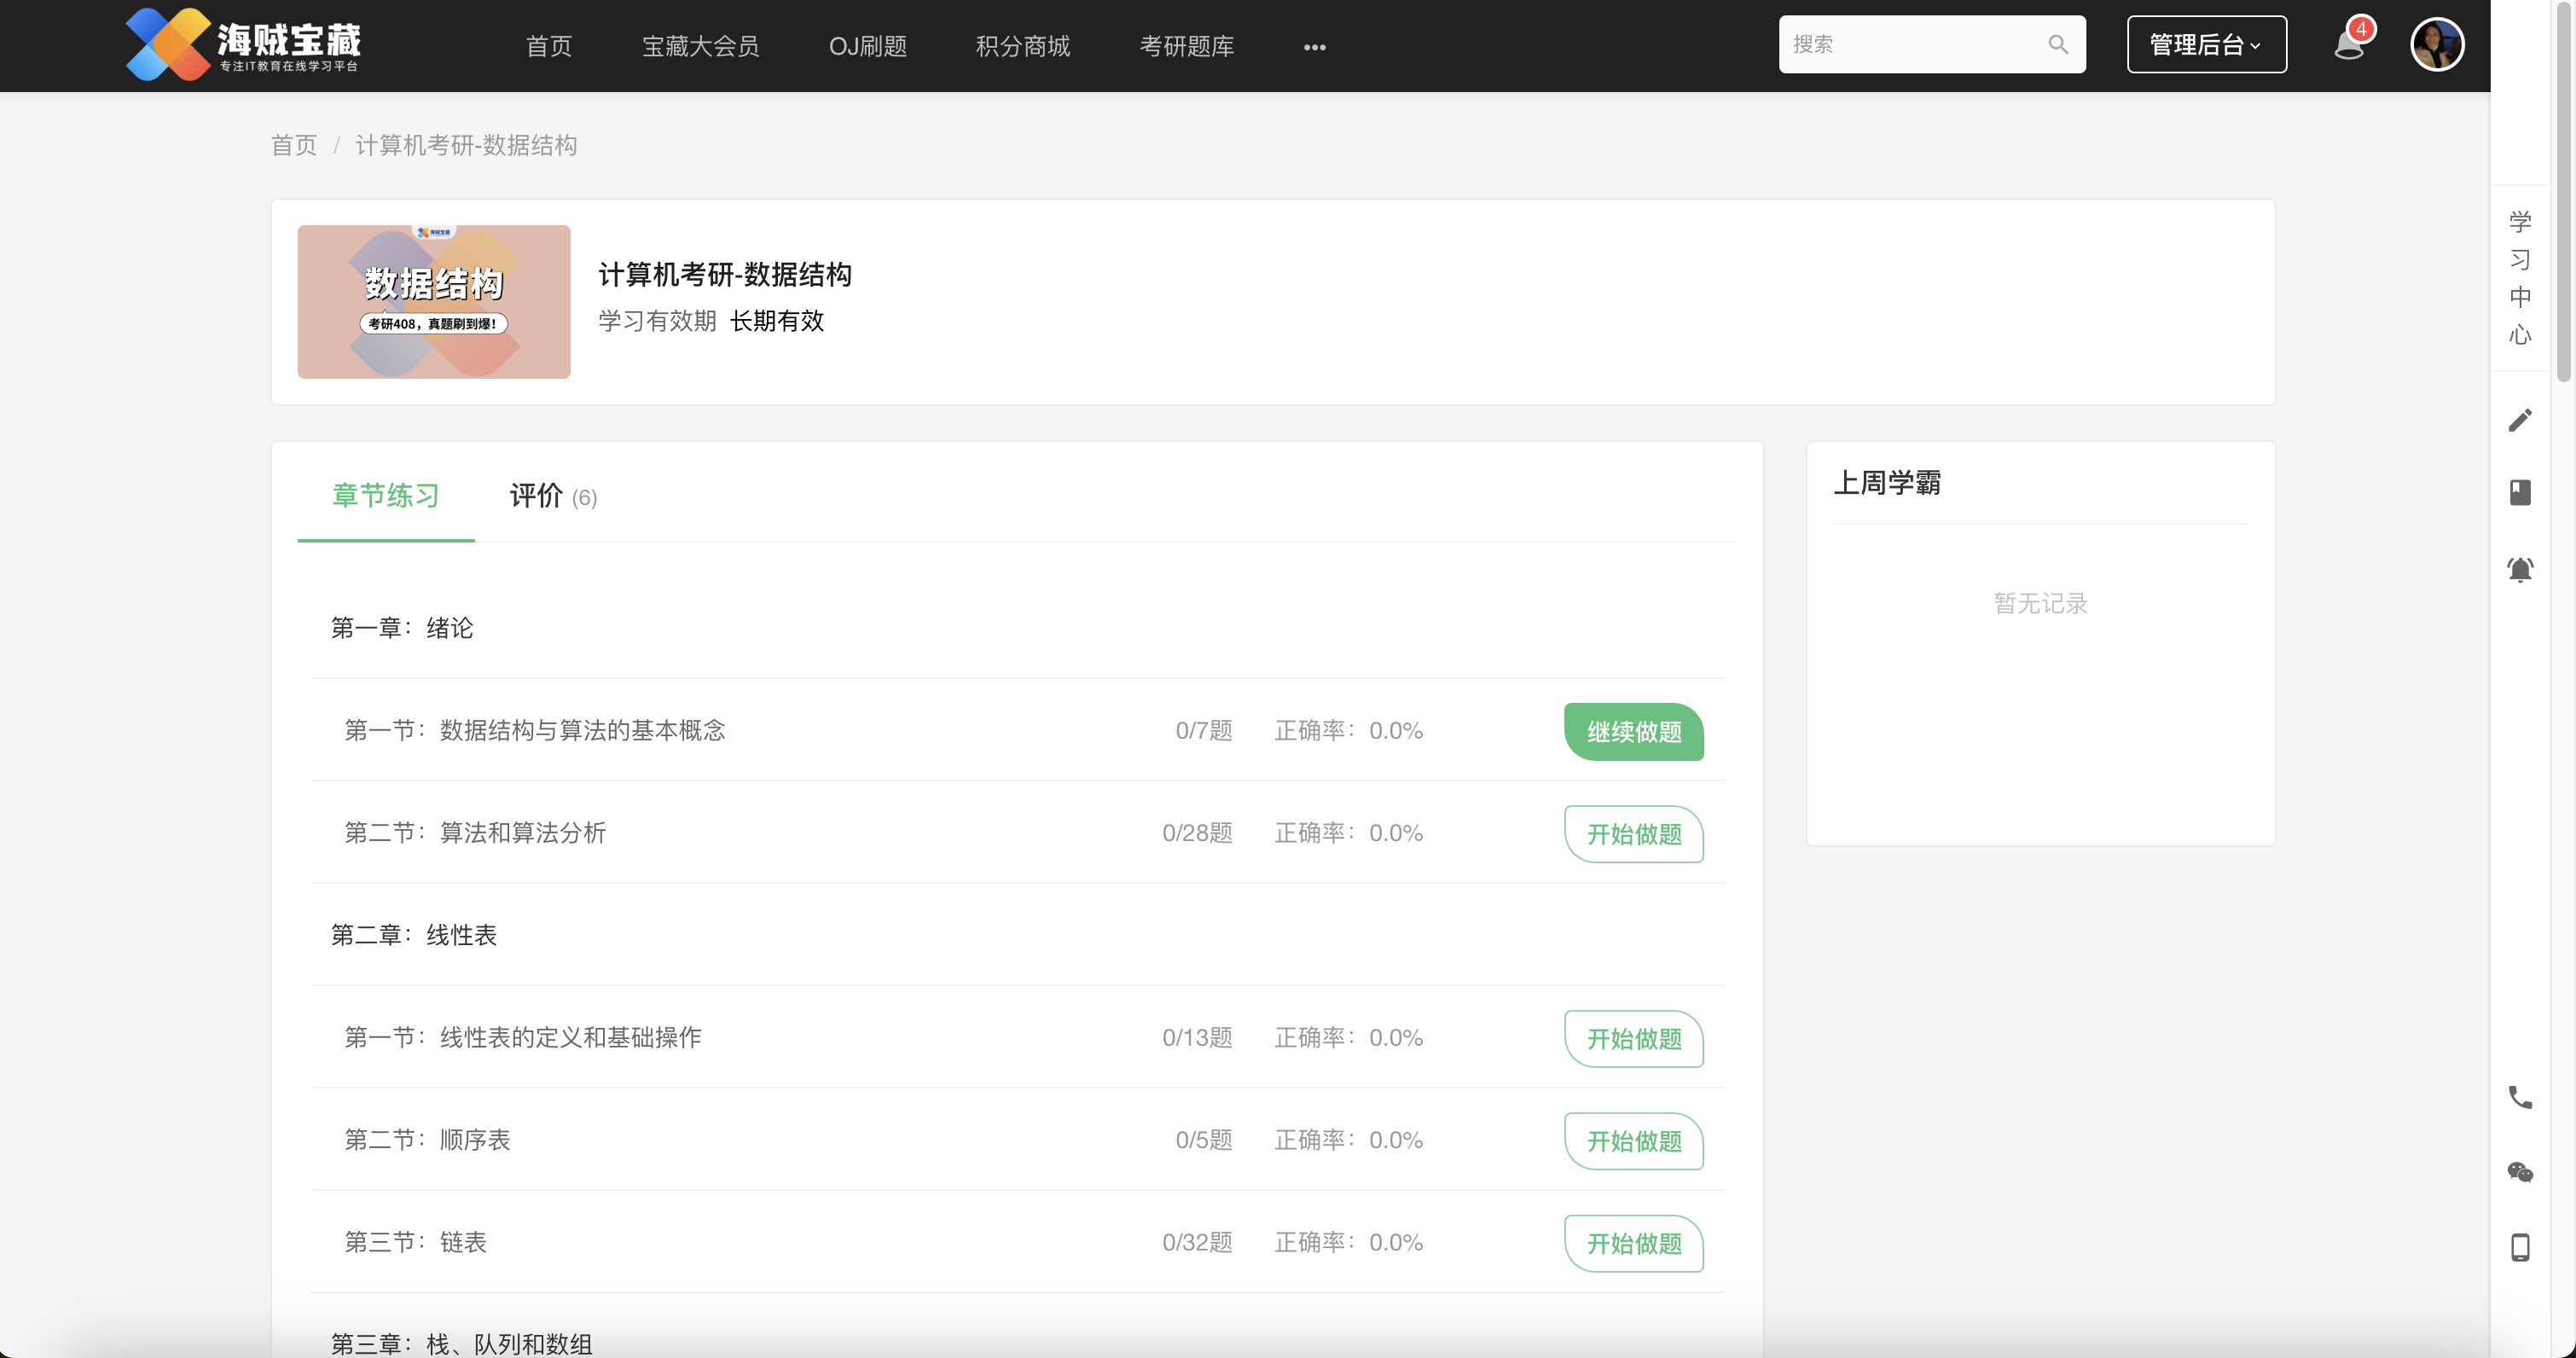 海贼宝藏
专注IT教育在线学习平台
首页 宝藏大会员 OJ刷题 积分商城 考研题库 •••
搜索
管理后台
4
首页 / 计算机考研-数据结构
海贼宝藏
数据结构
考研408，真题刷到爆！
计算机考研-数据结构
学习有效期 长期有效
章节练习 评价 (6)
第一章：绪论
第一节：数据结构与算法的基本概念 0/7题 正确率：0.0% 继续做题
第二节：算法和算法分析 0/28题 正确率：0.0% 开始做题
第二章：线性表
第一节：线性表的定义和基础操作 0/13题 正确率：0.0% 开始做题
第二节：顺序表 0/5题 正确率：0.0% 开始做题
第三节：链表 0/32题 正确率：0.0% 开始做题
第三章：栈、队列和数组
上周学霸
暂无记录
学
习
中
心